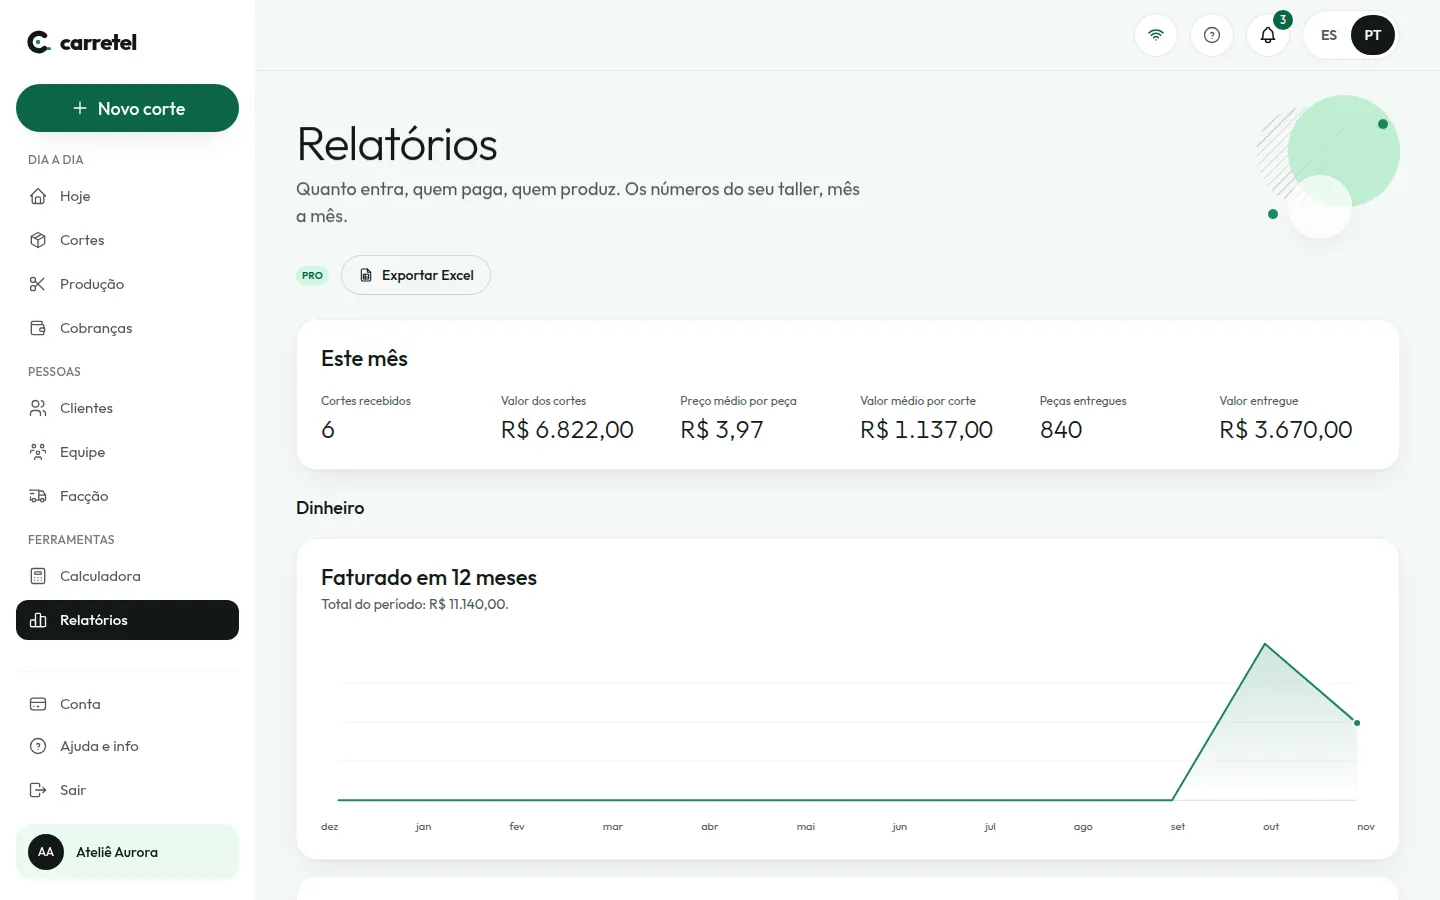 carretel
3
ES
PT
+ Novo corte
DIA A DIA
Hoje
Cortes
Produção
Cobranças
PESSOAS
Clientes
Equipe
Facção
FERRAMENTAS
Calculadora
Relatórios
Conta
Ajuda e info
Sair
AA
Ateliê Aurora
Relatórios
Quanto entra, quem paga, quem produz. Os números do seu taller, mês
a mês.
PRO
Exportar Excel
Este mês
Cortes recebidos
6
Valor dos cortes
R$ 6.822,00
Preço médio por peça
R$ 3,97
Valor médio por corte
R$ 1.137,00
Peças entregues
840
Valor entregue
R$ 3.670,00
Dinheiro
Faturado em 12 meses
Total do período: R$ 11.140,00.
dez jan fev mar abr mai jun jul ago set out nov